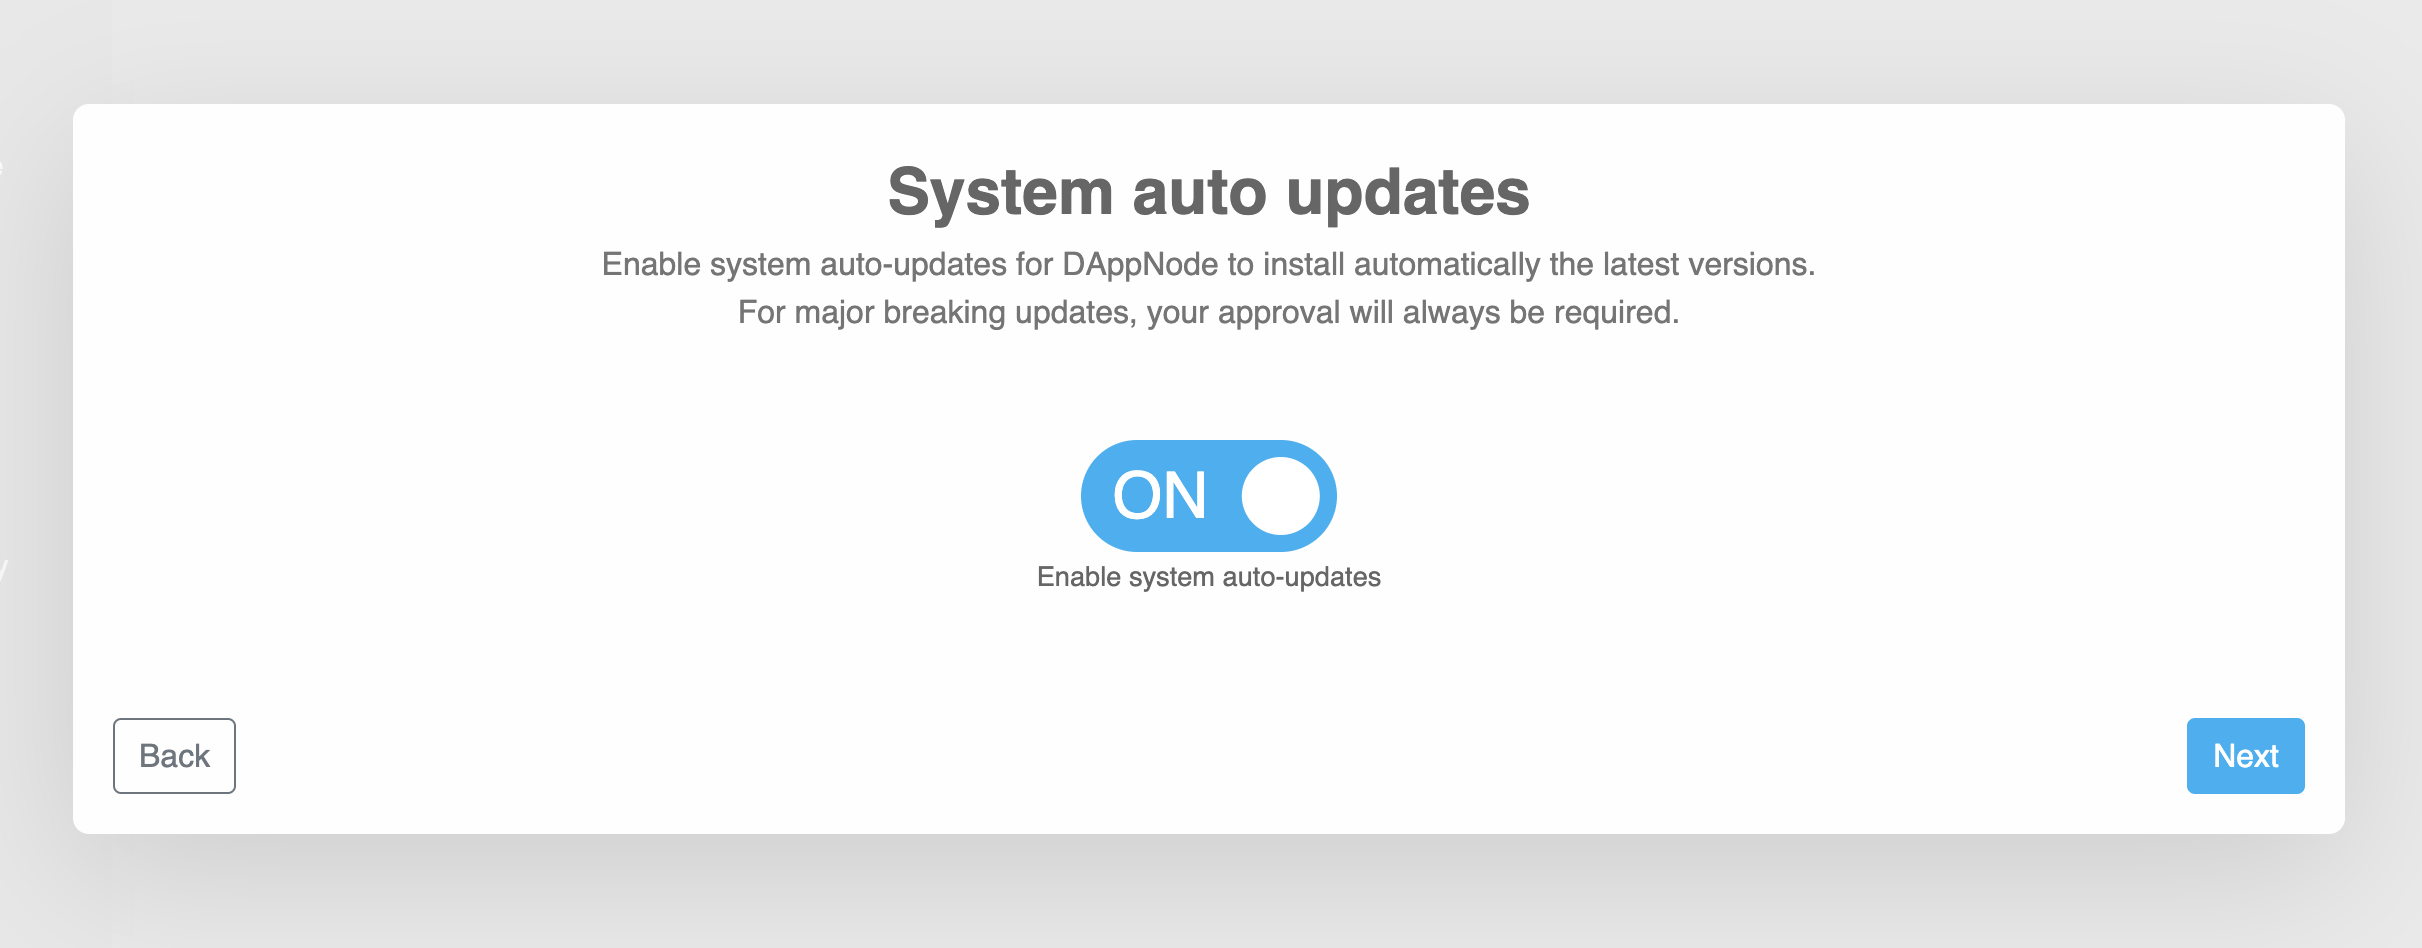 System auto updates
Enable system auto-updates for DAppNode to install automatically the latest versions.
For major breaking updates, your approval will always be required.
ON
Enable system auto-updates
Back
Next